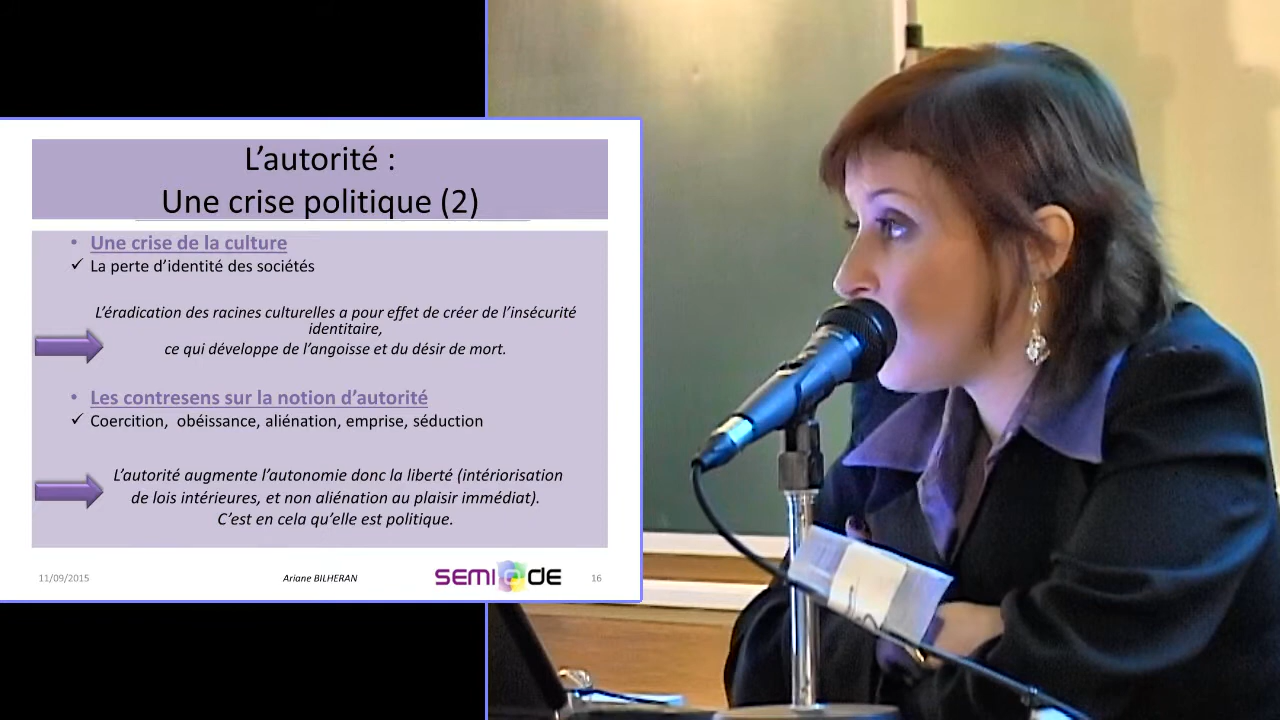 L'autorité :
Une crise politique (2)
• Une crise de la culture
✓ La perte d'identité des sociétés
L'éradication des racines culturelles a pour effet de créer de l'insécurité
identitaire,
ce qui développe de l'angoisse et du désir de mort.
• Les contresens sur la notion d'autorité
✓ Coercition, obéissance, aliénation, emprise, séduction
L'autorité augmente l'autonomie donc la liberté (intériorisation
de lois intérieures, et non aliénation au plaisir immédiat).
C'est en cela qu'elle est politique.
11/09/2015 Ariane BILHERAN SEMI@DE 16